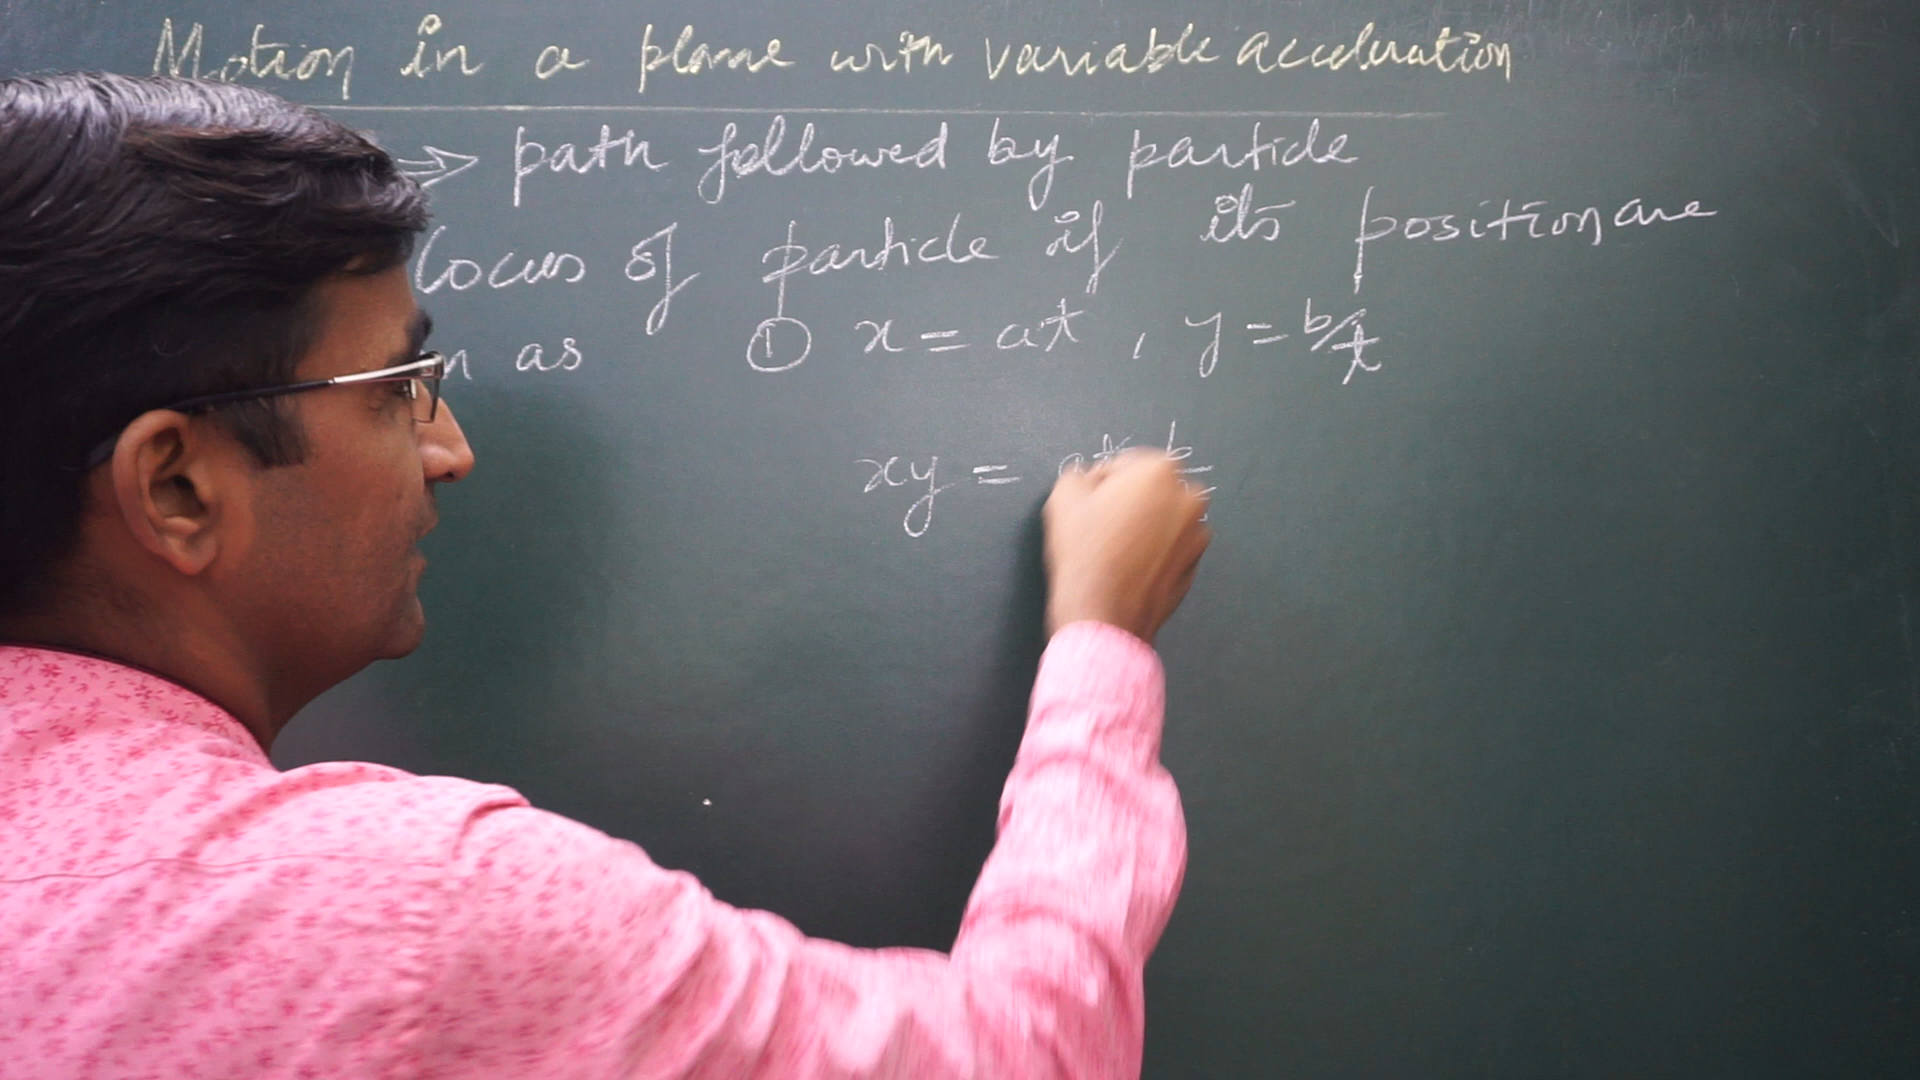 Motion in a plane with variable acceleration
⇒ path followed by particle
locus of particle if its position are
as ① x = at , y = b/t
xy = at b